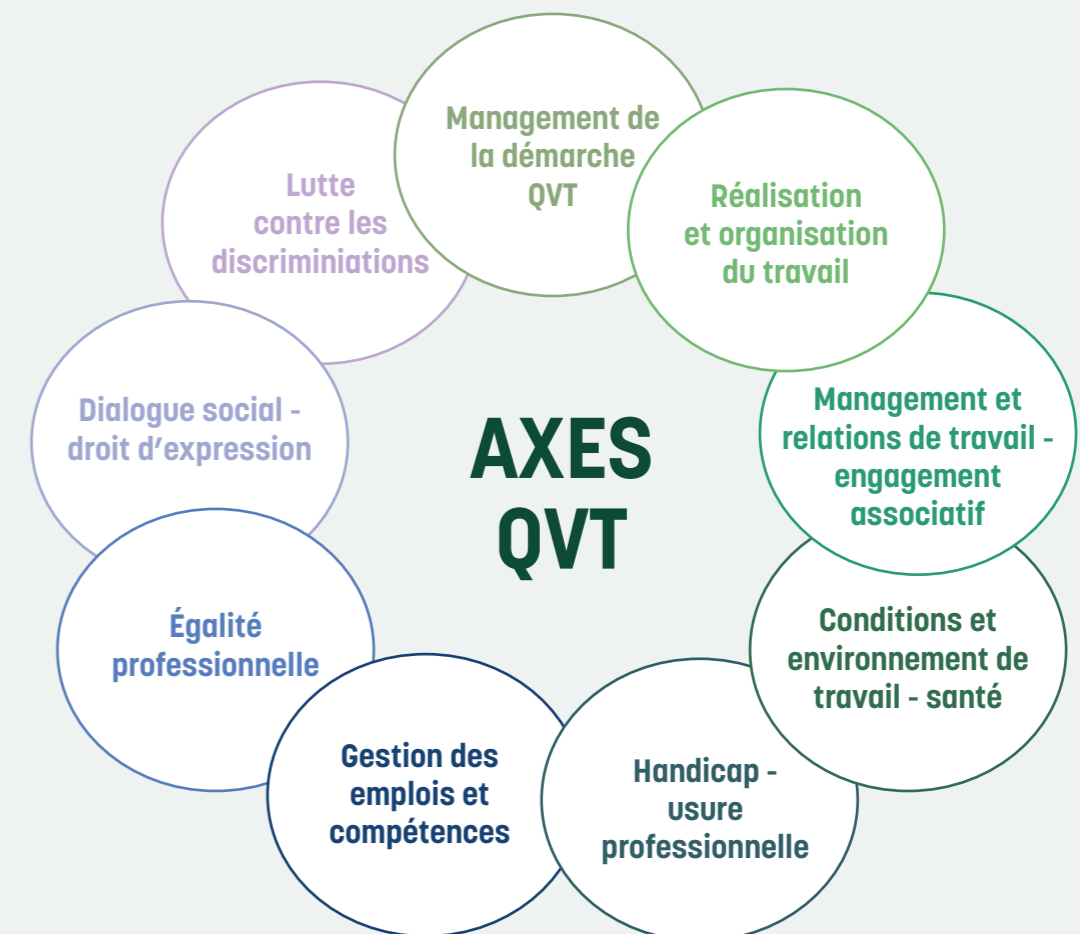 Management de
la démarche
QVT
Réalisation
et organisation
du travail
Management et
relations de travail -
engagement
associatif
Conditions et
environnement de
travail - santé
Handicap -
usure
professionnelle
Gestion des
emplois et
compétences
Égalité
professionnelle
Dialogue social -
droit d’expression
Lutte
contre les
discriminiations
AXES
QVT